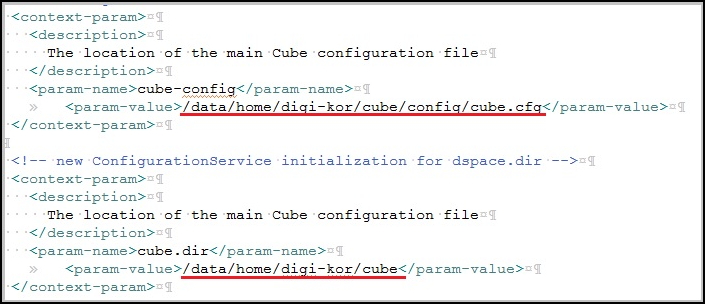 <context-param>
<description>
The location of the main Cube configuration file
</description>
<param-name>cube-config</param-name>
<param-value>/data/home/digi-kor/cube/config/cube.cfg</param-value>
</context-param>
<!-- new ConfigurationService initialization for dspace.dir -->
<context-param>
<description>
The location of the main Cube configuration file
</description>
<param-name>cube.dir</param-name>
<param-value>/data/home/digi-kor/cube</param-value>
</context-param>